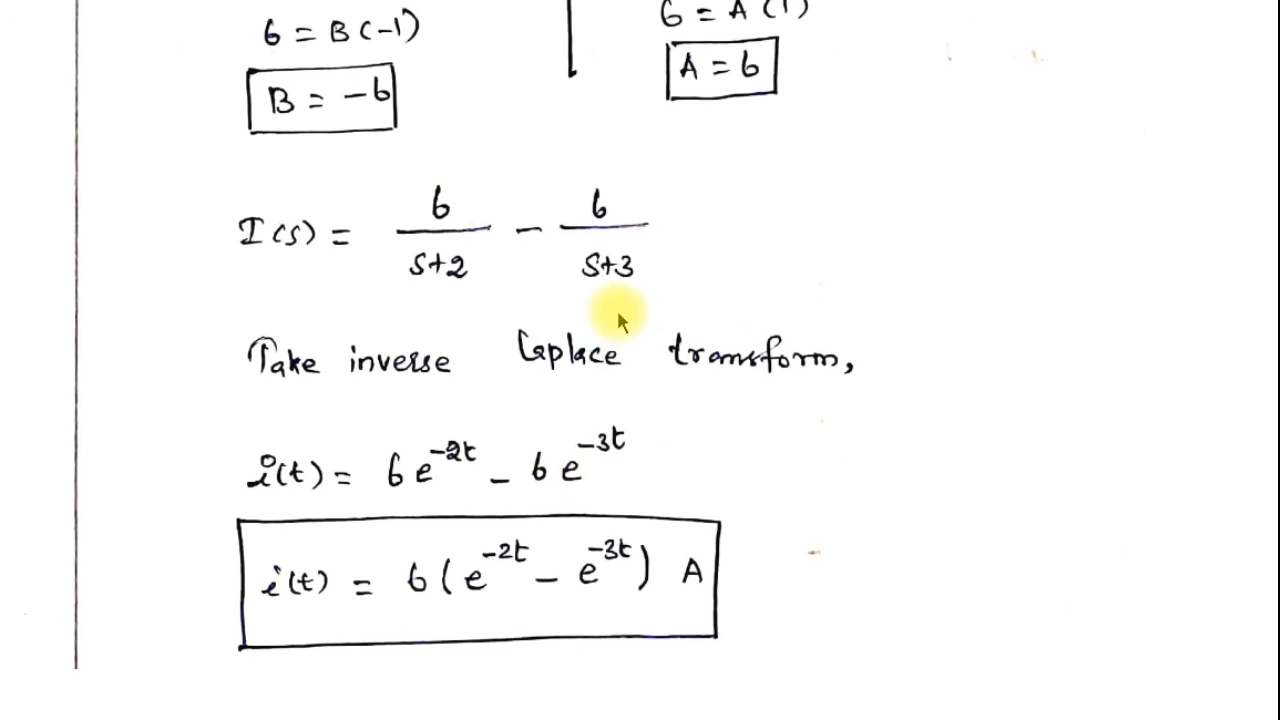 6 = B(-1)
B = -6
6 = A(1)
A = 6
I(s) = 6/(s+2) - 6/(s+3)
Take inverse Laplace transform,
i(t) = 6e^-2t - 6e^-3t
i(t) = 6(e^-2t - e^-3t) A